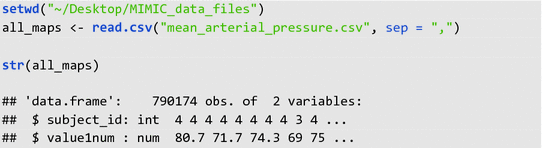 setwd("~/Desktop/MIMIC_data_files")
all_maps <- read.csv("mean_arterial_pressure.csv", sep = ",")
str(all_maps)
## 'data.frame':    790174 obs. of  2 variables:
##  $ subject_id: int  4 4 4 4 4 4 4 4 3 4 ...
##  $ value1num : num  80.7 71.7 74.3 69 75 ...